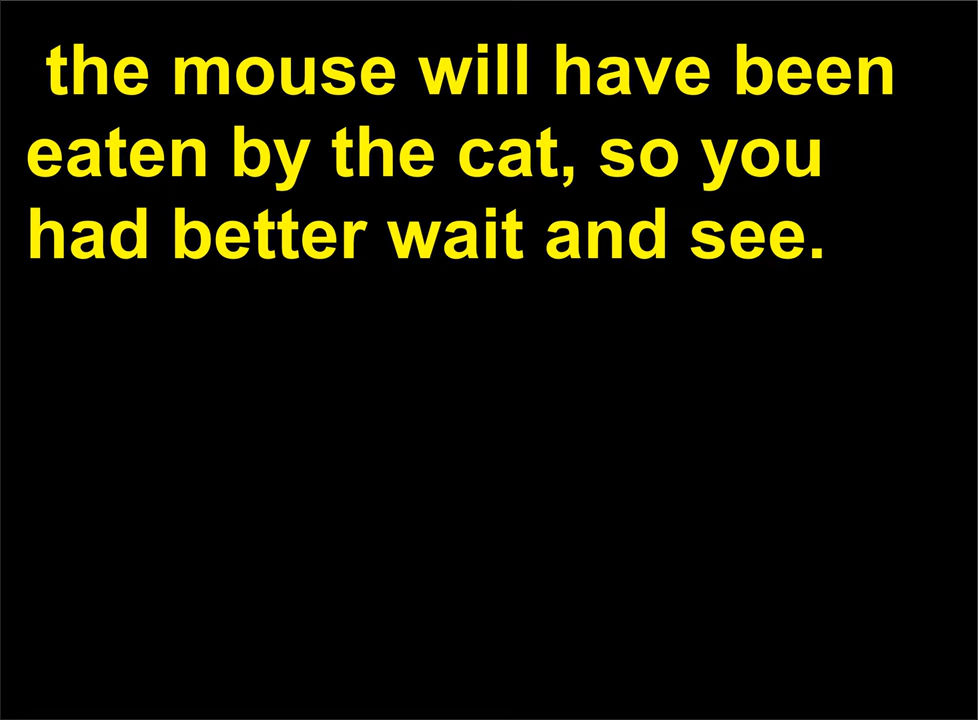 the mouse will have been
eaten by the cat, so you
had better wait and see.